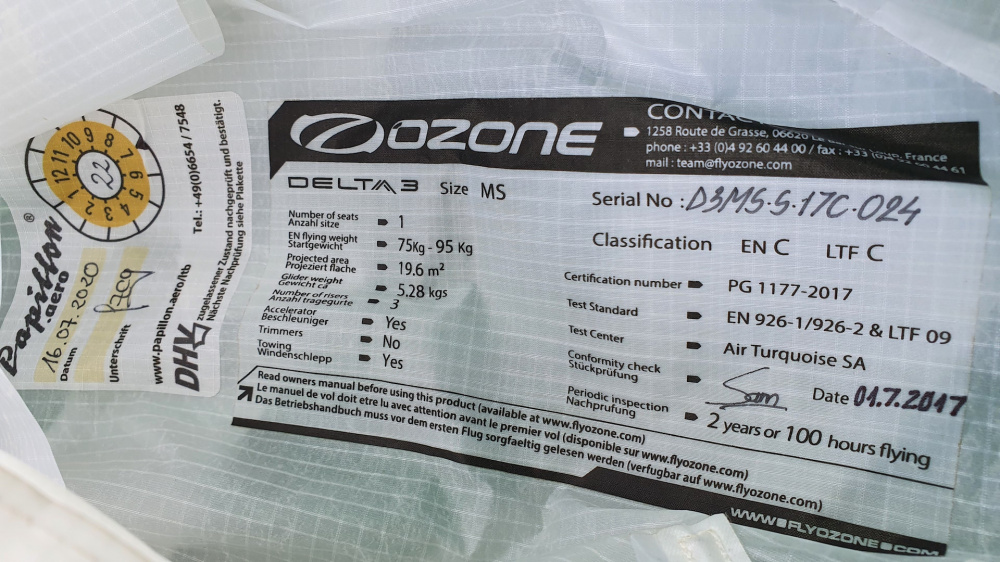 12 11 10 9 8 7 6 5 4 3 2 1
22
papillon®
.aero
16.07.2020
Datum
Unterschrift
www.papillon.aero/ltb
Tel.: +49(0)6654 / 7548
DHV
zugelassener Zustand nachgeprüft und bestätigt.
Nächste Nachprüfung siehe Plakette
OZONE
1258 Route de Grasse, 06620 France
phone : +33 (0)4 92 60 44 00 / fax : +33
mail : team@flyozone.com
DELTA 3 Size MS
Serial No : D3MS-S-17C-024
Number of seats
Anzahl sitze 1
EN flying weight
Startgewicht 75Kg - 95 Kg
Projected area
Projeziert flache 19.6 m²
Glider weight
Gewicht ca 5.28 kgs
Number of risers
Anzahl tragegurte 3
Accelerator
Beschleuniger Yes
Trimmers No
Towing
Windenschlepp Yes
Classification EN C LTF C
Certification number PG 1177-2017
Test Standard EN 926-1/926-2 & LTF 09
Test Center Air Turquoise SA
Conformity check
Stückprüfung Date 01.7.2017
Periodic inspection
Nachprufung 2 years or 100 hours flying
Read owners manual before using this product (available at www.flyozone.com)
Le manuel de vol doit etre lu avec attention avant le premier vol (disponible sur www.flyozone.com)
Das Betriebshandbuch muss vor dem ersten Flug sorgfaeltig gelesen werden (verfugbar auf www.flyozone.com)
WWW.FLYOZONE.COM